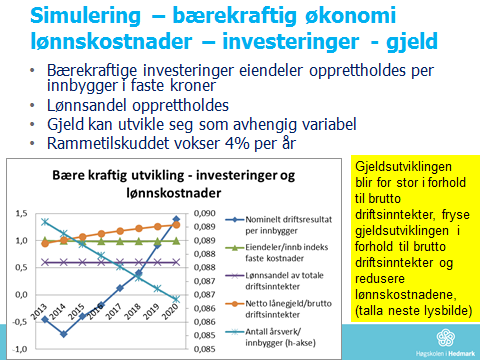 Simulering – bærekraftig økonomi
lønnskostnader – investeringer - gjeld
• Bærekraftige investeringer eiendeler opprettholdes per
innbygger i faste kroner
• Lønnsandel opprettholdes
• Gjeld kan utvikle seg som avhengig variabel
• Rammetilskuddet vokser 4% per år
Bære kraftig utvikling - investeringer og
lønnskostnader
1,5
1,0
0,5
0,0
-0,5
-1,0
2013
2014
2015
2016
2017
2018
2019
2020
0,090
0,089
0,089
0,088
0,088
0,087
0,087
0,086
0,086
0,085
0,085
Nominelt driftsresultat
per innbygger
Eiendeler/innb indeks
faste kostnader
Lønnsandel av totale
driftsinntekter
Netto lånegjeld/brutto
driftsinntekter
Antall årsverk/
innbygger (h-akse)
Gjeldsutviklingen
blir for stor i forhold
til brutto
driftsinntekter, fryse
gjeldsutviklingen i
forhold til brutto
driftsinntekter og
redusere
lønnskostnadene,
(talla neste lysbilde)
Høgskolen i Hedmark